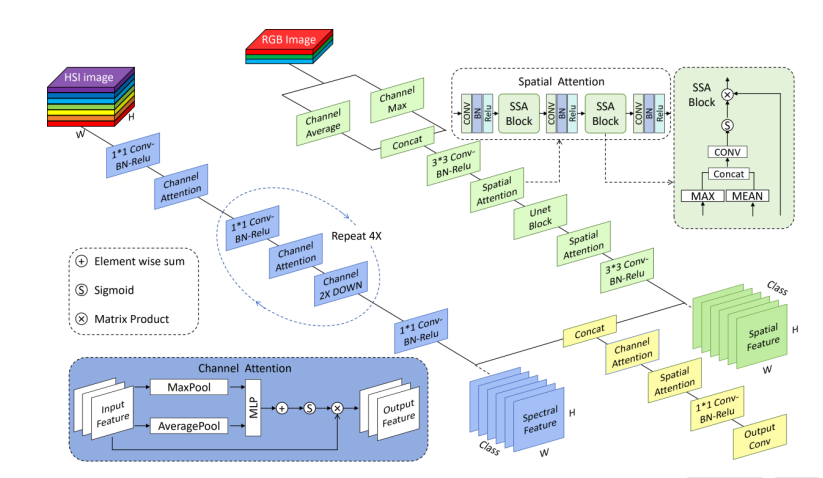 RGB Image
HSI image
H
W
Channel
Max
Channel
Average
Concat
3*3 Conv-
BN-Relu
Spatial
Attention
Unet
Block
Spatial
Attention
3*3 Conv-
BN-Relu
Spatial Attention
CONV
BN
Relu
SSA
Block
CONV
BN
Relu
SSA
Block
CONV
BN
Relu
SSA
Block
S
CONV
Concat
MAX
MEAN
1*1 Conv-
BN-Relu
Channel
Attention
1*1 Conv-
BN-Relu
Channel
Attention
Channel
2X DOWN
Repeat 4X
1*1 Conv-
BN-Relu
Element wise sum
S
Sigmoid
Matrix Product
Class
Spatial
Feature
H
W
Concat
Channel
Attention
Spatial
Attention
1*1 Conv-
BN-Relu
Output
Conv
Class
Spectral
Feature
H
W
Channel Attention
Input
Feature
MaxPool
AveragePool
MLP
S
Output
Feature